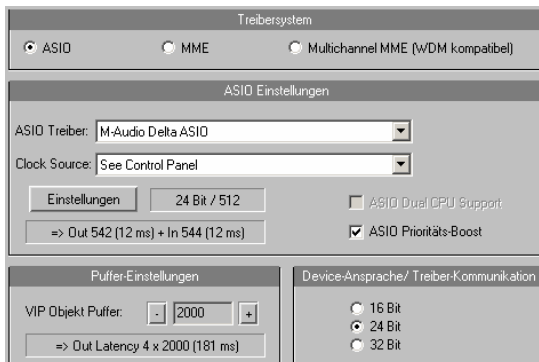 Treibersystem
ASIO MME Multichannel MME (WDM kompatibel)
ASIO Einstellungen
ASIO Treiber: M-Audio Delta ASIO
Clock Source: See Control Panel
Einstellungen 24 Bit / 512 ASIO Dual CPU Support
=> Out 542 (12 ms) + In 544 (12 ms) ASIO Prioritäts-Boost
Puffer-Einstellungen
VIP Objekt Puffer: - 2000 +
=> Out Latency 4 x 2000 (181 ms)
Device-Ansprache/ Treiber-Kommunikation
16 Bit
24 Bit
32 Bit